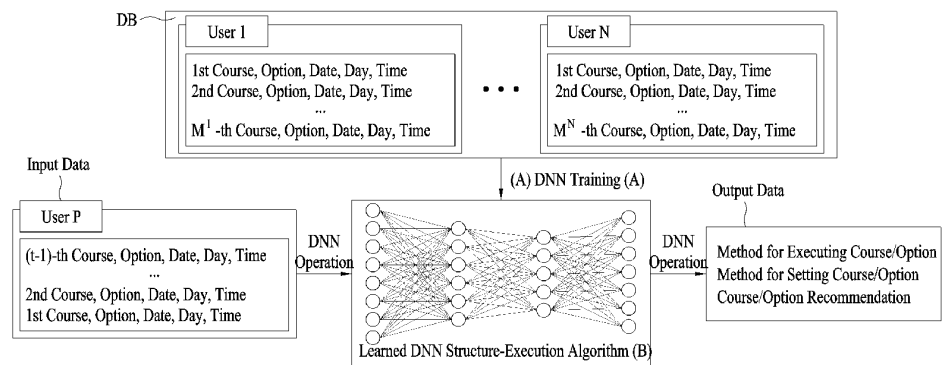 DB
User 1
1st Course, Option, Date, Day, Time
2nd Course, Option, Date, Day, Time
...
M¹ -th Course, Option, Date, Day, Time
• • •
User N
1st Course, Option, Date, Day, Time
2nd Course, Option, Date, Day, Time
...
Mᴺ -th Course, Option, Date, Day, Time
(A) DNN Training (A)
Input Data
User P
(t-1)-th Course, Option, Date, Day, Time
...
2nd Course, Option, Date, Day, Time
1st Course, Option, Date, Day, Time
DNN
Operation
Learned DNN Structure-Execution Algorithm (B)
DNN
Operation
Output Data
Method for Executing Course/Option
Method for Setting Course/Option
Course/Option Recommendation